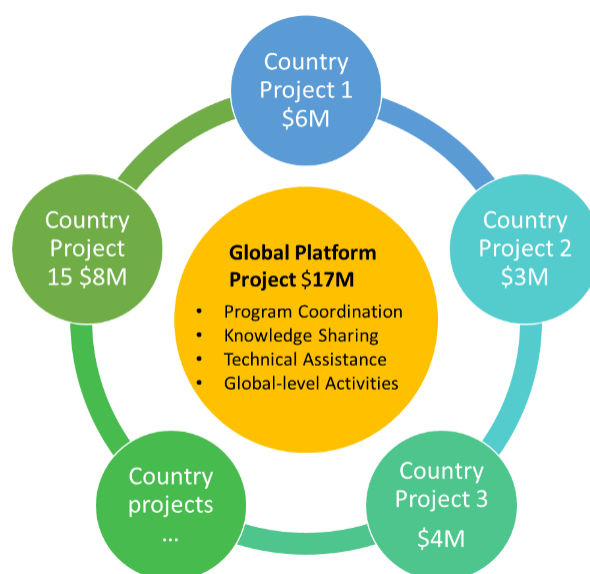 Country
Project 1
$6M
Country
Project 2
$3M
Country
Project 3
$4M
Country
projects
...
Country
Project
15 $8M
Global Platform
Project $17M
• Program Coordination
• Knowledge Sharing
• Technical Assistance
• Global-level Activities